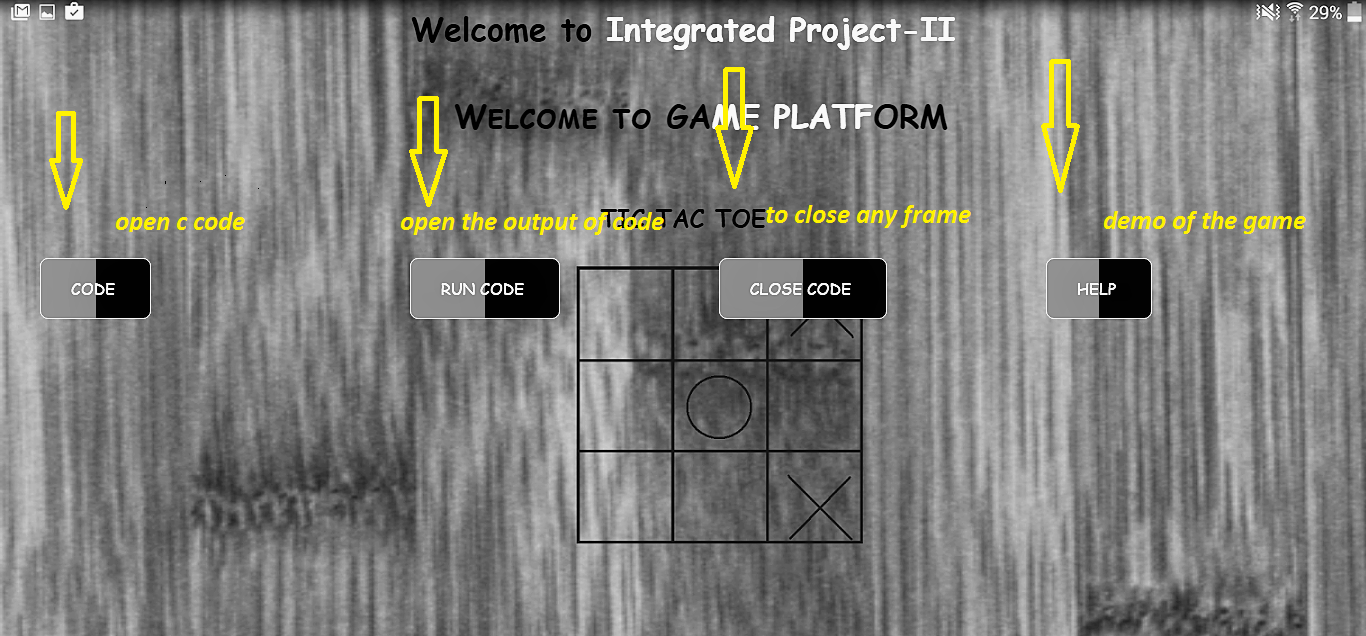 29%
Welcome to Integrated Project-II
WELCOME TO GAME PLATFORM
open c code
open the output of code
TIC TAC TOE
to close any frame
demo of the game
CODE
RUN CODE
CLOSE CODE
HELP